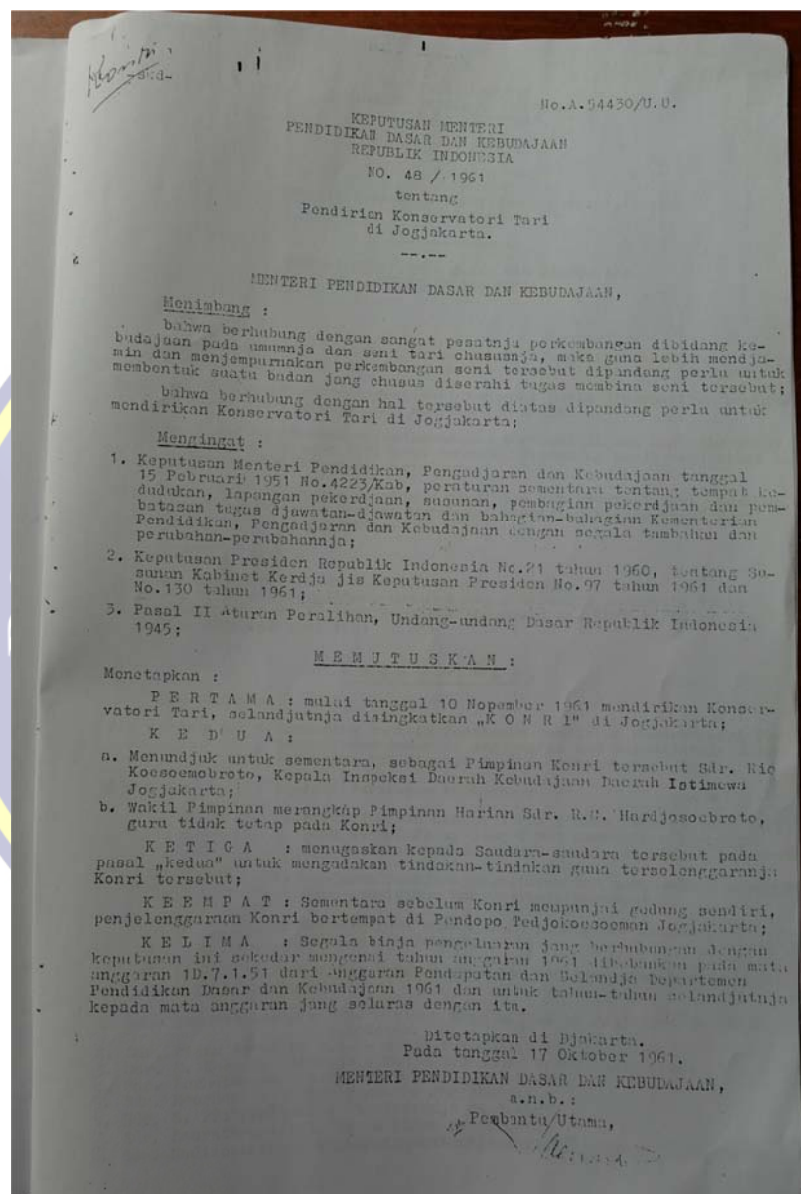 Konri :
No.A.54430/U.U.
KEPUTUSAN MENTERI
PENDIDIKAN DASAR DAN KEBUDAJAAN
REPUBLIK INDONESIA
NO. 48 / 1961
tentang
Pendirian Konservatori Tari
di Jogjakarta.
--.--
MENTERI PENDIDIKAN DASAR DAN KEBUDAJAAN,
Menimbang :
bahwa berhubung dengan sangat pesatnja perkembangan dibidang ke-
budajaan pada umumnja dan seni tari chususnja, maka guna lebih mendja-
min dan menjempurnakan perkembangan seni tersebut dipandang perlu untuk
membentuk suatu badan jang chusus diserahi tugas membina seni tersebut;
bahwa berhubung dengan hal tersebut diatas dipandang perlu untuk
mendirikan Konservatori Tari di Jogjakarta;
Mengingat :
1. Keputusan Menteri Pendidikan, Pengadjaran dan Kebudajaan tanggal
15 Pebruari 1951 No.4223/Kab, peraturan sementara tentang tempat ke-
dudukan, lapangan pekerdjaan, susunan, pembagian pekerdjaan dan pem-
batasan tugas djawatan-djawatan dan bahagian-bahagian Kementerian
Pendidikan, Pengadjaran dan Kebudajaan dengan segala tambahan dan
perubahan-perubahannja;
2. Keputusan Presiden Republik Indonesia No.21 tahun 1960, tentang Su-
sunan Kabinet Kerdja jis Keputusan Presiden No.97 tahun 1961 dan
No.130 tahun 1961;
3. Pasal II Aturan Peralihan, Undang-undang Dasar Republik Indonesia
1945;
M E M U T U S K A N :
Menetapkan :
P E R T A M A : mulai tanggal 10 Nopember 1961 mendirikan Konser-
vatori Tari, selandjutnja disingkatkan „K O N R I" di Jogjakarta;
K E D U A :
a. Menundjuk untuk sementara, sebagai Pimpinan Konri tersebut Sdr. Rio
Koesoemobroto, Kepala Inspeksi Daerah Kebudajaan Daerah Istimewa
Jogjakarta;
b. Wakil Pimpinan merangkap Pimpinan Harian Sdr. Hardjosoebroto,
guru tidak tetap pada Konri;
K E T I G A : menugaskan kepada Saudara-saudara tersebut pada
pasal „kedua" untuk mengadakan tindakan-tindakan guna terselenggaranja
Konri tersebut;
K E E M P A T : Sementara sebelum Konri mempunjai gedung sendiri,
penjelenggaraan Konri bertempat di Pendopo Tedjokoesoeman Jogjakarta;
K E L I M A : Segala biaja pengeluaran jang berhubungan dengan
keputusan ini sekedar mengenai tahun anggaran 1961 dibebankan pada mata
anggaran 1D.7.1.51 dari Anggaran Pendapatan dan Belandja Departemen
Pendidikan Dasar dan Kebudajaan 1961 dan untuk tahun-tahun selandjutnja
kepada mata anggaran jang selaras dengan itu.
Ditetapkan di Djakarta.
Pada tanggal 17 Oktober 1961.
MENTERI PENDIDIKAN DASAR DAN KEBUDAJAAN,
a.n.b.:
Pembantu/Utama,